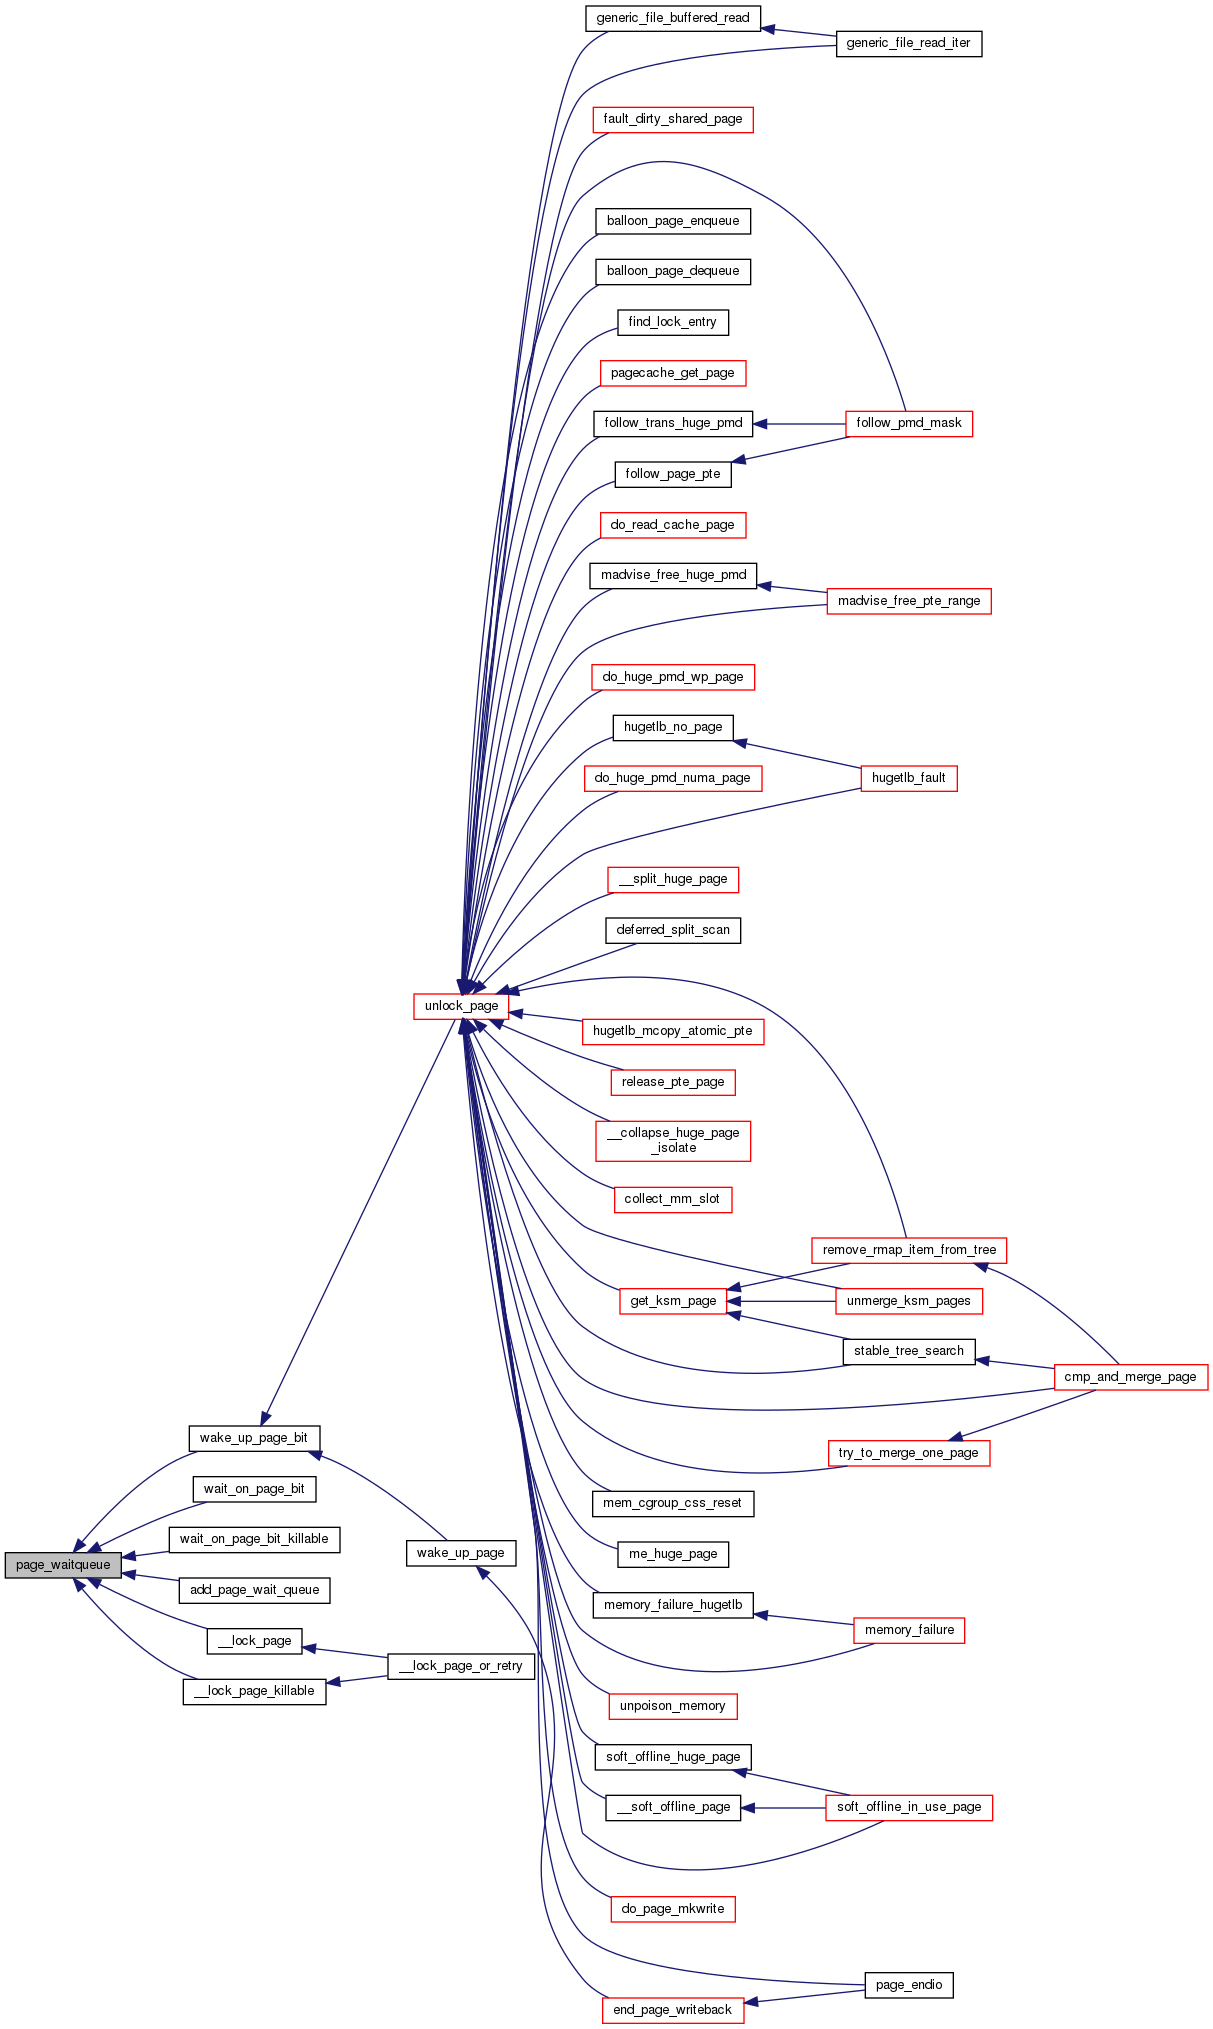 generic_file_buffered_read
generic_file_read_iter
fault_dirty_shared_page
balloon_page_enqueue
balloon_page_dequeue
find_lock_entry
pagecache_get_page
follow_trans_huge_pmd
follow_pmd_mask
follow_page_pte
do_read_cache_page
madvise_free_huge_pmd
madvise_free_pte_range
do_huge_pmd_wp_page
hugetlb_no_page
do_huge_pmd_numa_page
hugetlb_fault
__split_huge_page
deferred_split_scan
unlock_page
hugetlb_mcopy_atomic_pte
release_pte_page
__collapse_huge_page
_isolate
collect_mm_slot
remove_rmap_item_from_tree
get_ksm_page
unmerge_ksm_pages
stable_tree_search
cmp_and_merge_page
wake_up_page_bit
try_to_merge_one_page
wait_on_page_bit
mem_cgroup_css_reset
wait_on_page_bit_killable
wake_up_page
me_huge_page
page_waitqueue
add_page_wait_queue
memory_failure_hugetlb
memory_failure
__lock_page
__lock_page_or_retry
__lock_page_killable
unpoison_memory
soft_offline_huge_page
__soft_offline_page
soft_offline_in_use_page
do_page_mkwrite
page_endio
end_page_writeback